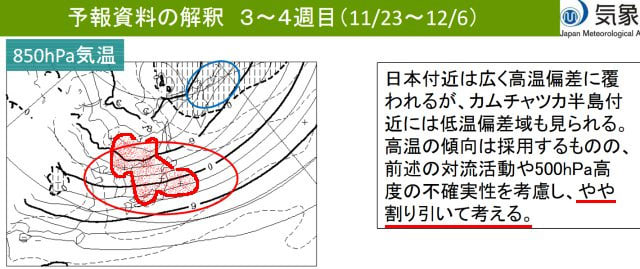 予報資料の解釈 3～4週目(11/23～12/6)
気象
Japan Meteorological A
850hPa気温
日本付近は広く高温偏差に覆
われるが、カムチャツカ半島付
近には低温偏差域も見られる。
高温の傾向は採用するものの、
前述の対流活動や500hPa高
度の不確実性を考慮し、やや
割り引いて考える。